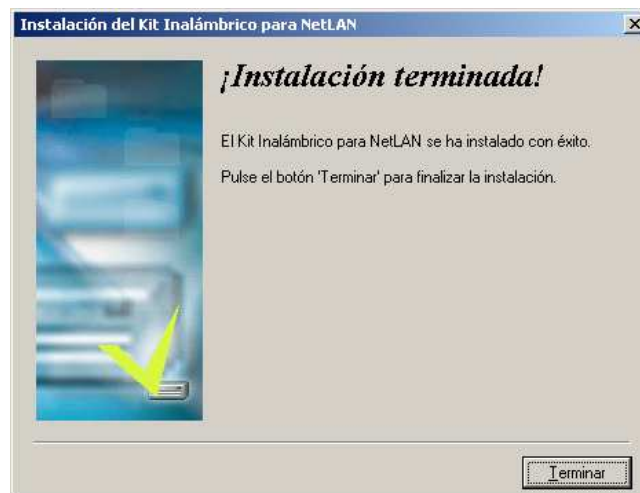 Instalación del Kit Inalámbrico para NetLAN
¡Instalación terminada!
El Kit Inalámbrico para NetLAN se ha instalado con éxito.
Pulse el botón 'Terminar' para finalizar la instalación.
Terminar